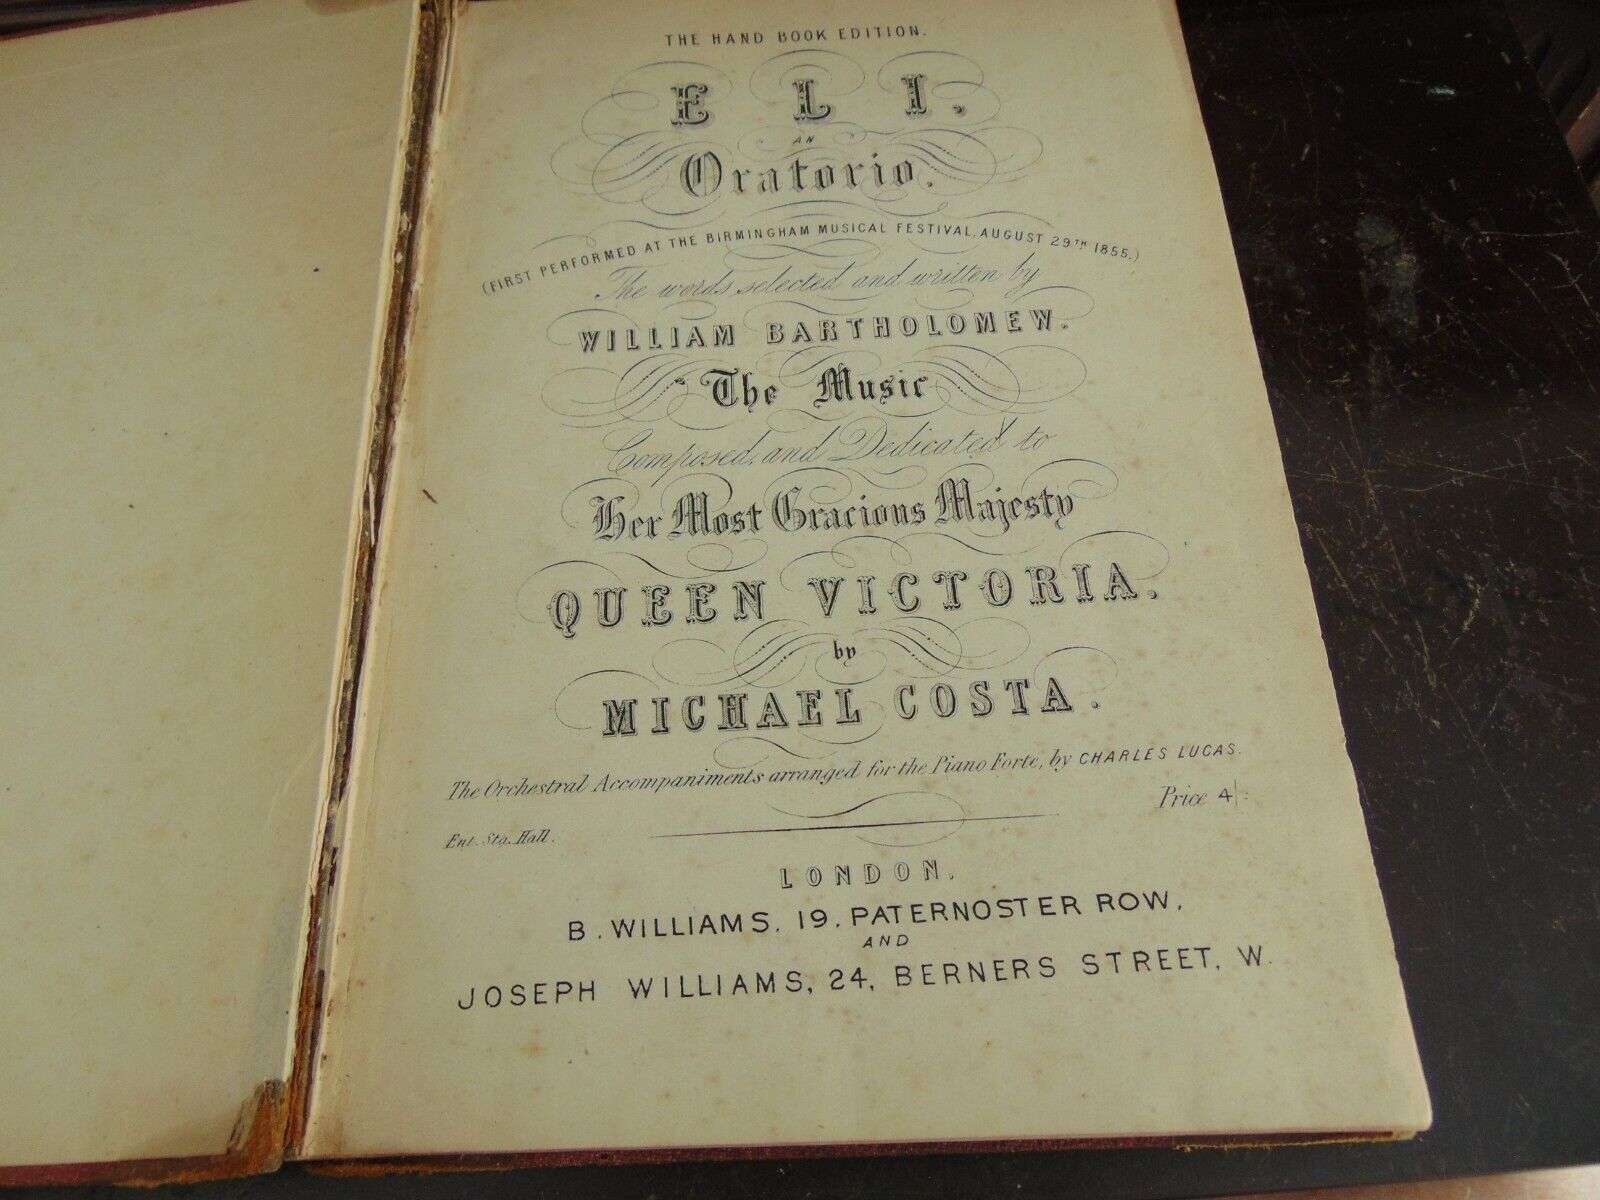 THE HAND BOOK EDITION.
ELI.
AN
Oratorio.
(FIRST PERFORMED AT THE BIRMINGHAM MUSICAL FESTIVAL, AUGUST 29TH 1855.)
The words selected and written by
WILLIAM BARTHOLOMEW.
The Music
Composed, and Dedicated to
Her Most Gracious Majesty
QUEEN VICTORIA.
by
MICHAEL COSTA.
The Orchestral Accompaniments arranged for the Piano Forte, by CHARLES LUCAS.
Price 4/:
Ent. Sta. Hall.
LONDON.
B. WILLIAMS, 19, PATERNOSTER ROW,
AND
JOSEPH WILLIAMS, 24, BERNERS STREET, W.